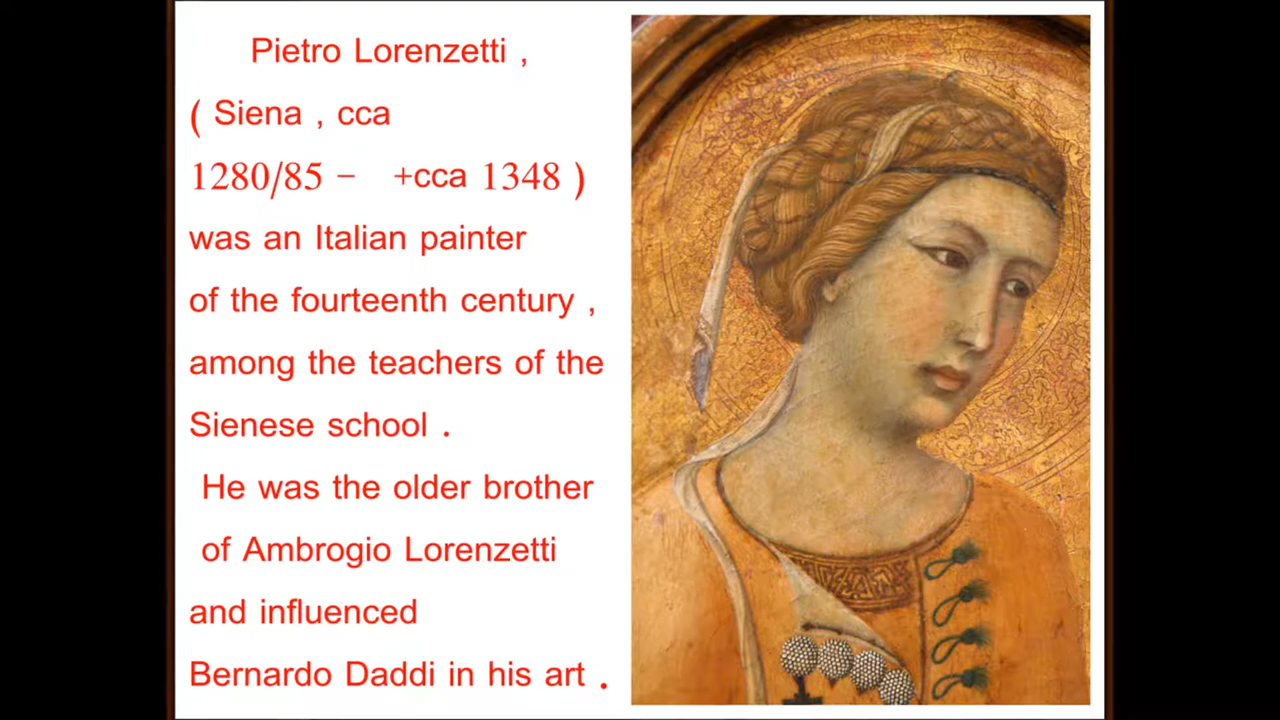 Pietro Lorenzetti ,
( Siena , cca
1280/85 – +cca 1348 )
was an Italian painter
of the fourteenth century ,
among the teachers of the
Sienese school .
He was the older brother
of Ambrogio Lorenzetti
and influenced
Bernardo Daddi in his art .